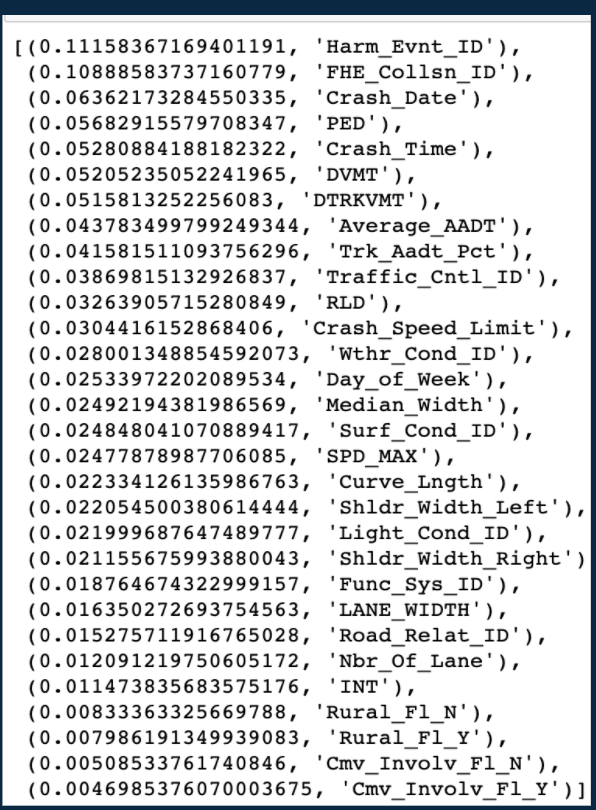 [(0.11158367169401191, 'Harm_Evnt_ID'),
(0.10888583737160779, 'FHE_Collsn_ID'),
(0.06362173284550335, 'Crash_Date'),
(0.056829155797083​47, 'PED'),
(0.05280884188182322, 'Crash_Time'),
(0.05205235052241965, 'DVMT'),
(0.0515813252256083, 'DTRKVMT'),
(0.043783499799249344, 'Average_AADT'),
(0.041581511093756296, 'Trk_Aadt_Pct'),
(0.03869815132926837, 'Traffic_Cntl_ID'),
(0.03263905715280849, 'RLD'),
(0.0304416152868406, 'Crash_Speed_Limit'),
(0.028001348854592073, 'Wthr_Cond_ID'),
(0.02533972202089534, 'Day_of_Week'),
(0.02492194381986569, 'Median_Width'),
(0.024848041070889417, 'Surf_Cond_ID'),
(0.02477878987706085, 'SPD_MAX'),
(0.022334126135986763, 'Curve_Lngth'),
(0.022054500380614444, 'Shldr_Width_Left'),
(0.021999687647489777, 'Light_Cond_ID'),
(0.021155675993880043, 'Shldr_Width_Right')
(0.018764674322999157, 'Func_Sys_ID'),
(0.016350272693754563, 'LANE_WIDTH'),
(0.015275711916765028, 'Road_Relat_ID'),
(0.012091219750605172, 'Nbr_Of_Lane'),
(0.011473835683575176, 'INT'),
(0.00833363325669788, 'Rural_Fl_N'),
(0.007986191349939083, 'Rural_Fl_Y'),
(0.00508533761740846, 'Cmv_Involv_Fl_N'),
(0.0046985376070003675, 'Cmv_Involv_Fl_Y')]